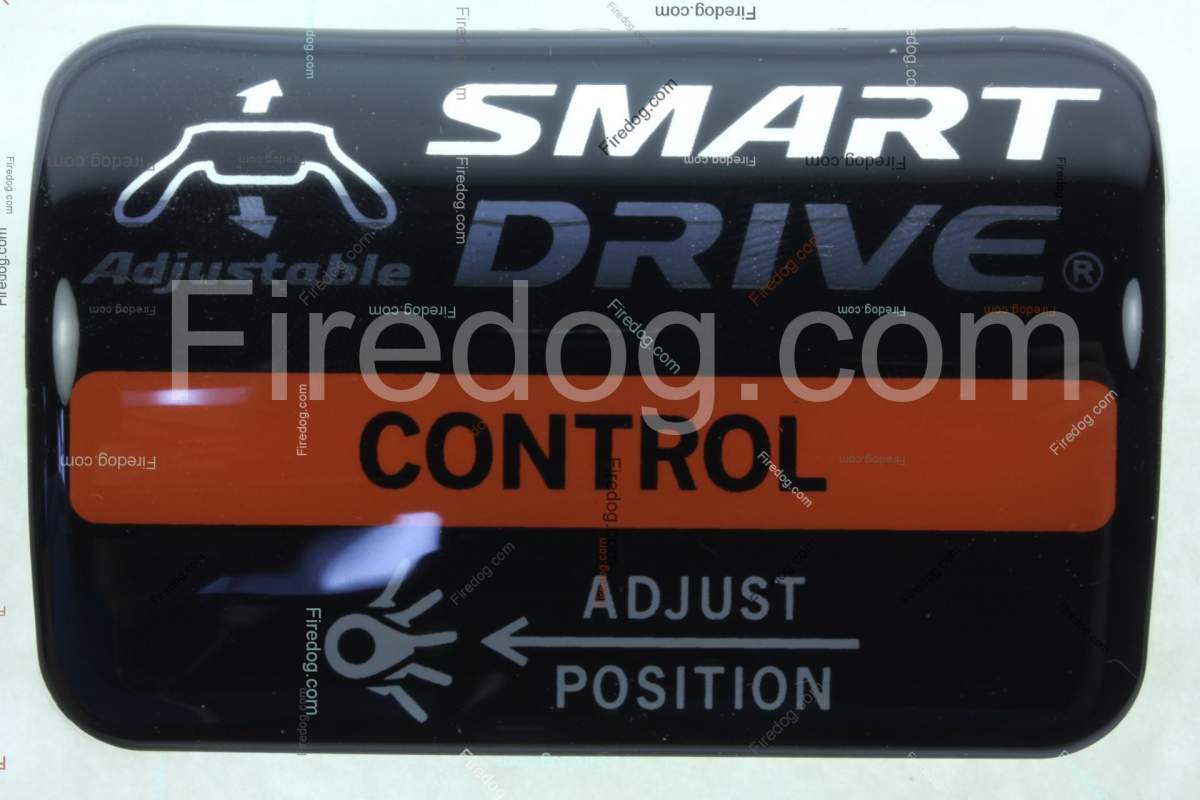 SMART
DRIVE®
Adjustable
Firedog.com
CONTROL
ADJUST
POSITION